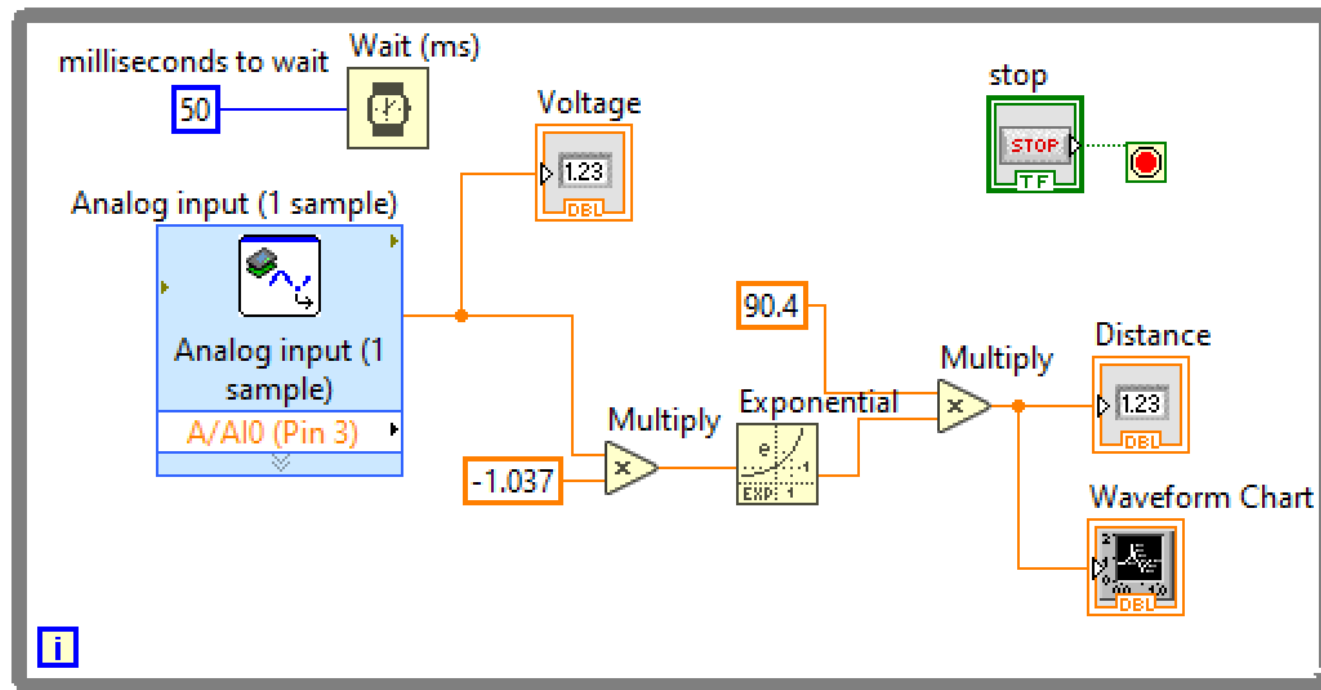 milliseconds to wait
Wait (ms)
50
stop
STOP
TF
Voltage
1.23
DBL
Analog input (1 sample)
Analog input (1
sample)
A/AI0 (Pin 3)
90.4
Multiply
-1.037
Exponential
e
EXP
Multiply
Distance
1.23
DBL
Waveform Chart
DBL
i